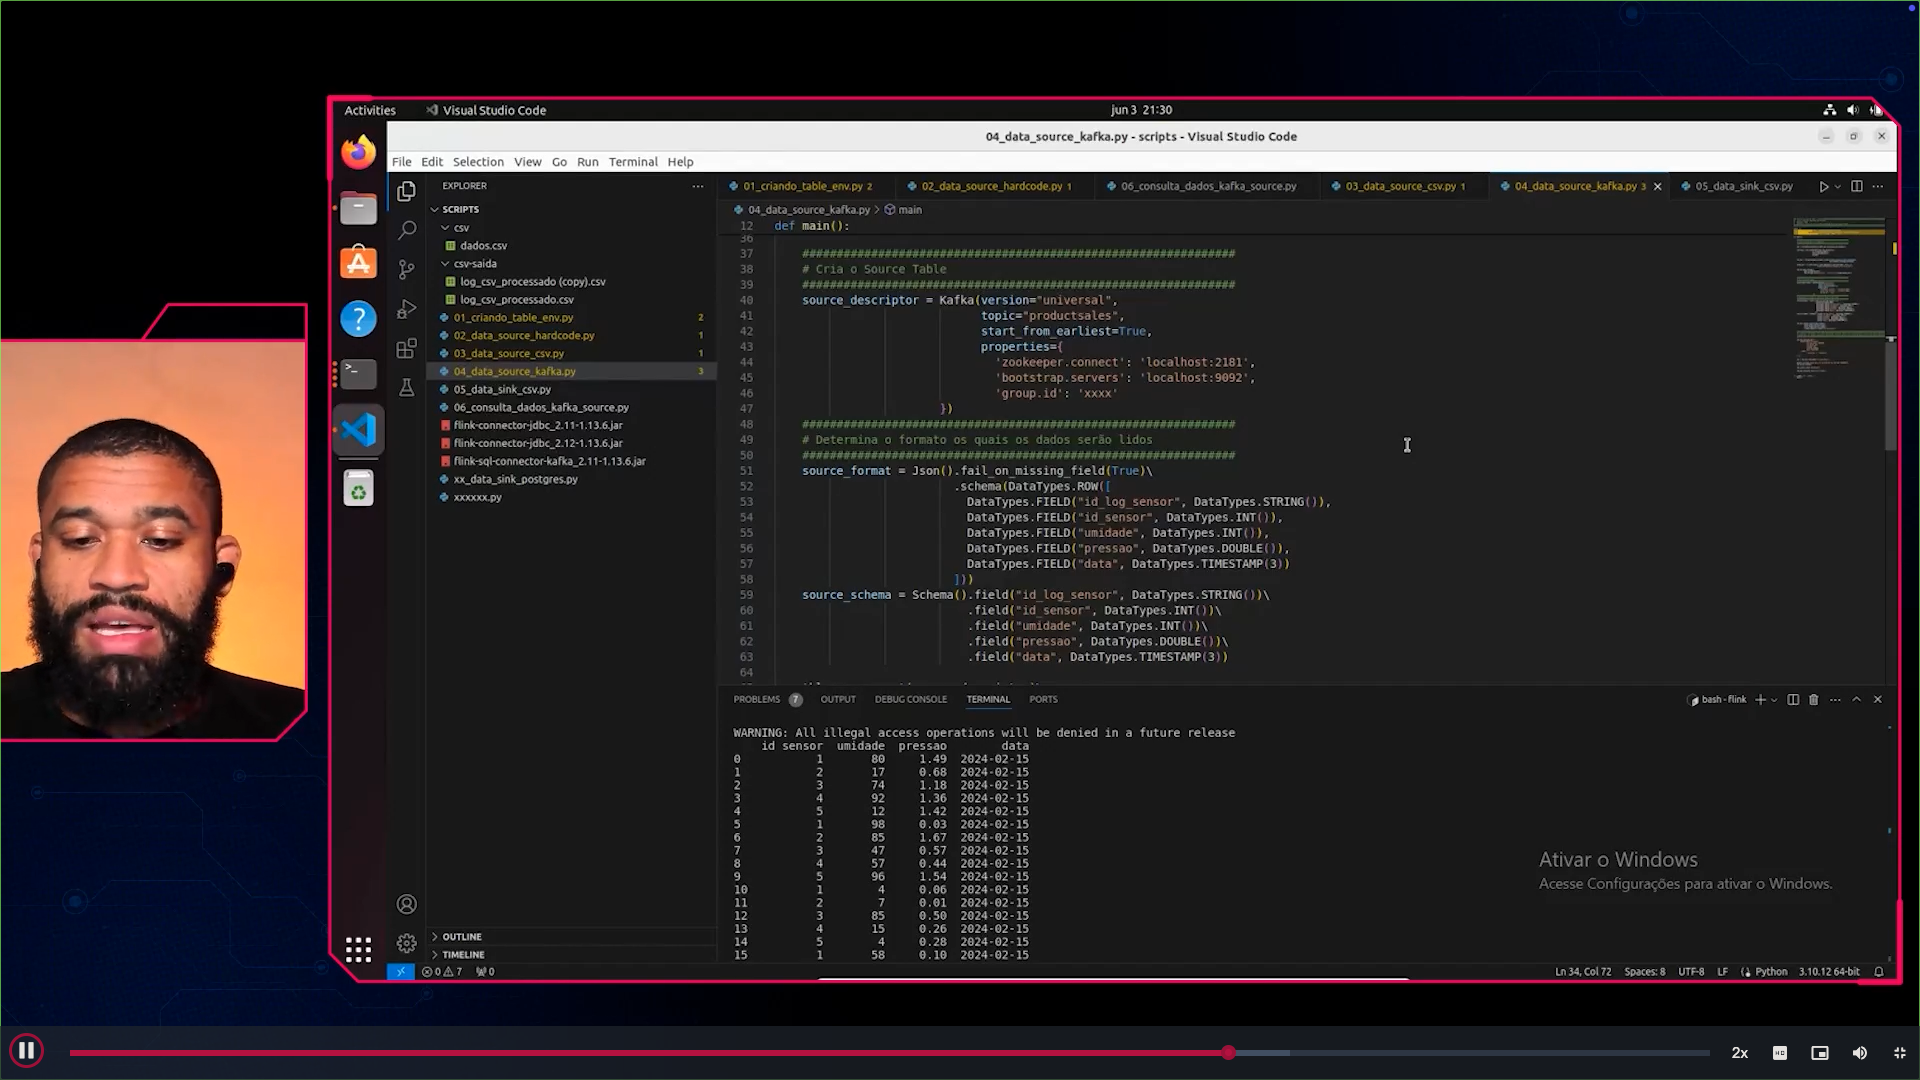 Activities
Visual Studio Code
jun 3 21:30
04_data_source_kafka.py - scripts - Visual Studio Code
File Edit Selection View Go Run Terminal Help
EXPLORER
SCRIPTS
csv
dados.csv
csv-saida
log_csv_processado (copy).csv
log_csv_processado.csv
01_criando_table_env.py 2
02_data_source_hardcode.py 1
03_data_source_csv.py 1
04_data_source_kafka.py 3
05_data_sink_csv.py
06_consulta_dados_kafka_source.py
flink-connector-jdbc_2.11-1.13.6.jar
flink-connector-jdbc_2.12-1.13.6.jar
flink-sql-connector-kafka_2.11-1.13.6.jar
xx_data_sink_postgres.py
xxxxxx.py
OUTLINE
TIMELINE
01_criando_table_env.py 2
02_data_source_hardcode.py 1
06_consulta_dados_kafka_source.py
03_data_source_csv.py 1
04_data_source_kafka.py 3
05_data_sink_csv.py
04_data_source_kafka.py > main
12 def main():
36
37 ###############################################################
38 # Cria o Source Table
39 ###############################################################
40 source_descriptor = Kafka(version="universal",
41 topic="productsales",
42 start_from_earliest=True,
43 properties={
44 'zookeeper.connect': 'localhost:2181',
45 'bootstrap.servers': 'localhost:9092',
46 'group.id': 'xxxx'
47 })
48 ###############################################################
49 # Determina o formato os quais os dados serão lidos
50 ###############################################################
51 source_format = Json().fail_on_missing_field(True)\
52 .schema(DataTypes.ROW([
53 DataTypes.FIELD("id_log_sensor", DataTypes.STRING()),
54 DataTypes.FIELD("id_sensor", DataTypes.INT()),
55 DataTypes.FIELD("umidade", DataTypes.INT()),
56 DataTypes.FIELD("pressao", DataTypes.DOUBLE()),
57 DataTypes.FIELD("data", DataTypes.TIMESTAMP(3))
58 ]))
59 source_schema = Schema().field("id_log_sensor", DataTypes.STRING())\
60 .field("id_sensor", DataTypes.INT())\
61 .field("umidade", DataTypes.INT())\
62 .field("pressao", DataTypes.DOUBLE())\
63 .field("data", DataTypes.TIMESTAMP(3))
64
PROBLEMS 7 OUTPUT DEBUG CONSOLE TERMINAL PORTS
bash - flink
WARNING: All illegal access operations will be denied in a future release
id sensor umidade pressao data
0 1 80 1.49 2024-02-15
1 2 17 0.68 2024-02-15
2 3 74 1.18 2024-02-15
3 4 92 1.36 2024-02-15
4 5 12 1.42 2024-02-15
5 1 98 0.03 2024-02-15
6 2 85 1.67 2024-02-15
7 3 47 0.57 2024-02-15
8 4 57 0.44 2024-02-15
9 5 96 1.54 2024-02-15
10 1 4 0.06 2024-02-15
11 2 7 0.01 2024-02-15
12 3 85 0.50 2024-02-15
13 4 15 0.26 2024-02-15
14 5 4 0.28 2024-02-15
15 1 58 0.10 2024-02-15
Ativar o Windows
Acesse Configurações para ativar o Windows.
0 7 0
Ln 34, Col 72 Spaces: 8 UTF-8 LF Python 3.10.12 64-bit
2x
HD